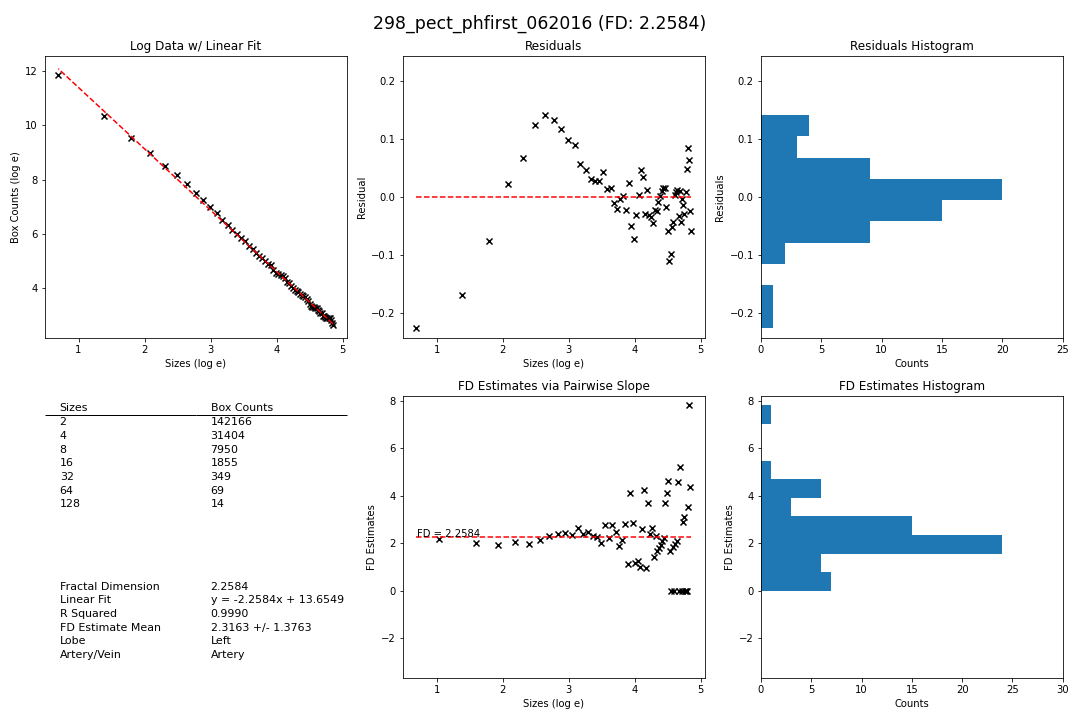 298_pect_phfirst_062016 (FD: 2.2584)
Log Data w/ Linear Fit
Box Counts (log e)
12
10
8
6
4
1
2
3
4
5
Sizes (log e)
Residuals
Residual
0.2
0.1
0.0
−0.1
−0.2
1
2
3
4
5
Sizes (log e)
Residuals Histogram
Residuals
0.2
0.1
0.0
−0.1
−0.2
0
5
10
15
20
25
Counts
Sizes Box Counts
2 142166
4 31404
8 7950
16 1855
32 349
64 69
128 14
Fractal Dimension 2.2584
Linear Fit y = -2.2584x + 13.6549
R Squared 0.9990
FD Estimate Mean 2.3163 +/- 1.3763
Lobe Left
Artery/Vein Artery
FD Estimates via Pairwise Slope
FD Estimates
8
6
4
2
0
−2
FD = 2.2584
1
2
3
4
5
Sizes (log e)
FD Estimates Histogram
FD Estimates
8
6
4
2
0
−2
0
5
10
15
20
25
30
Counts